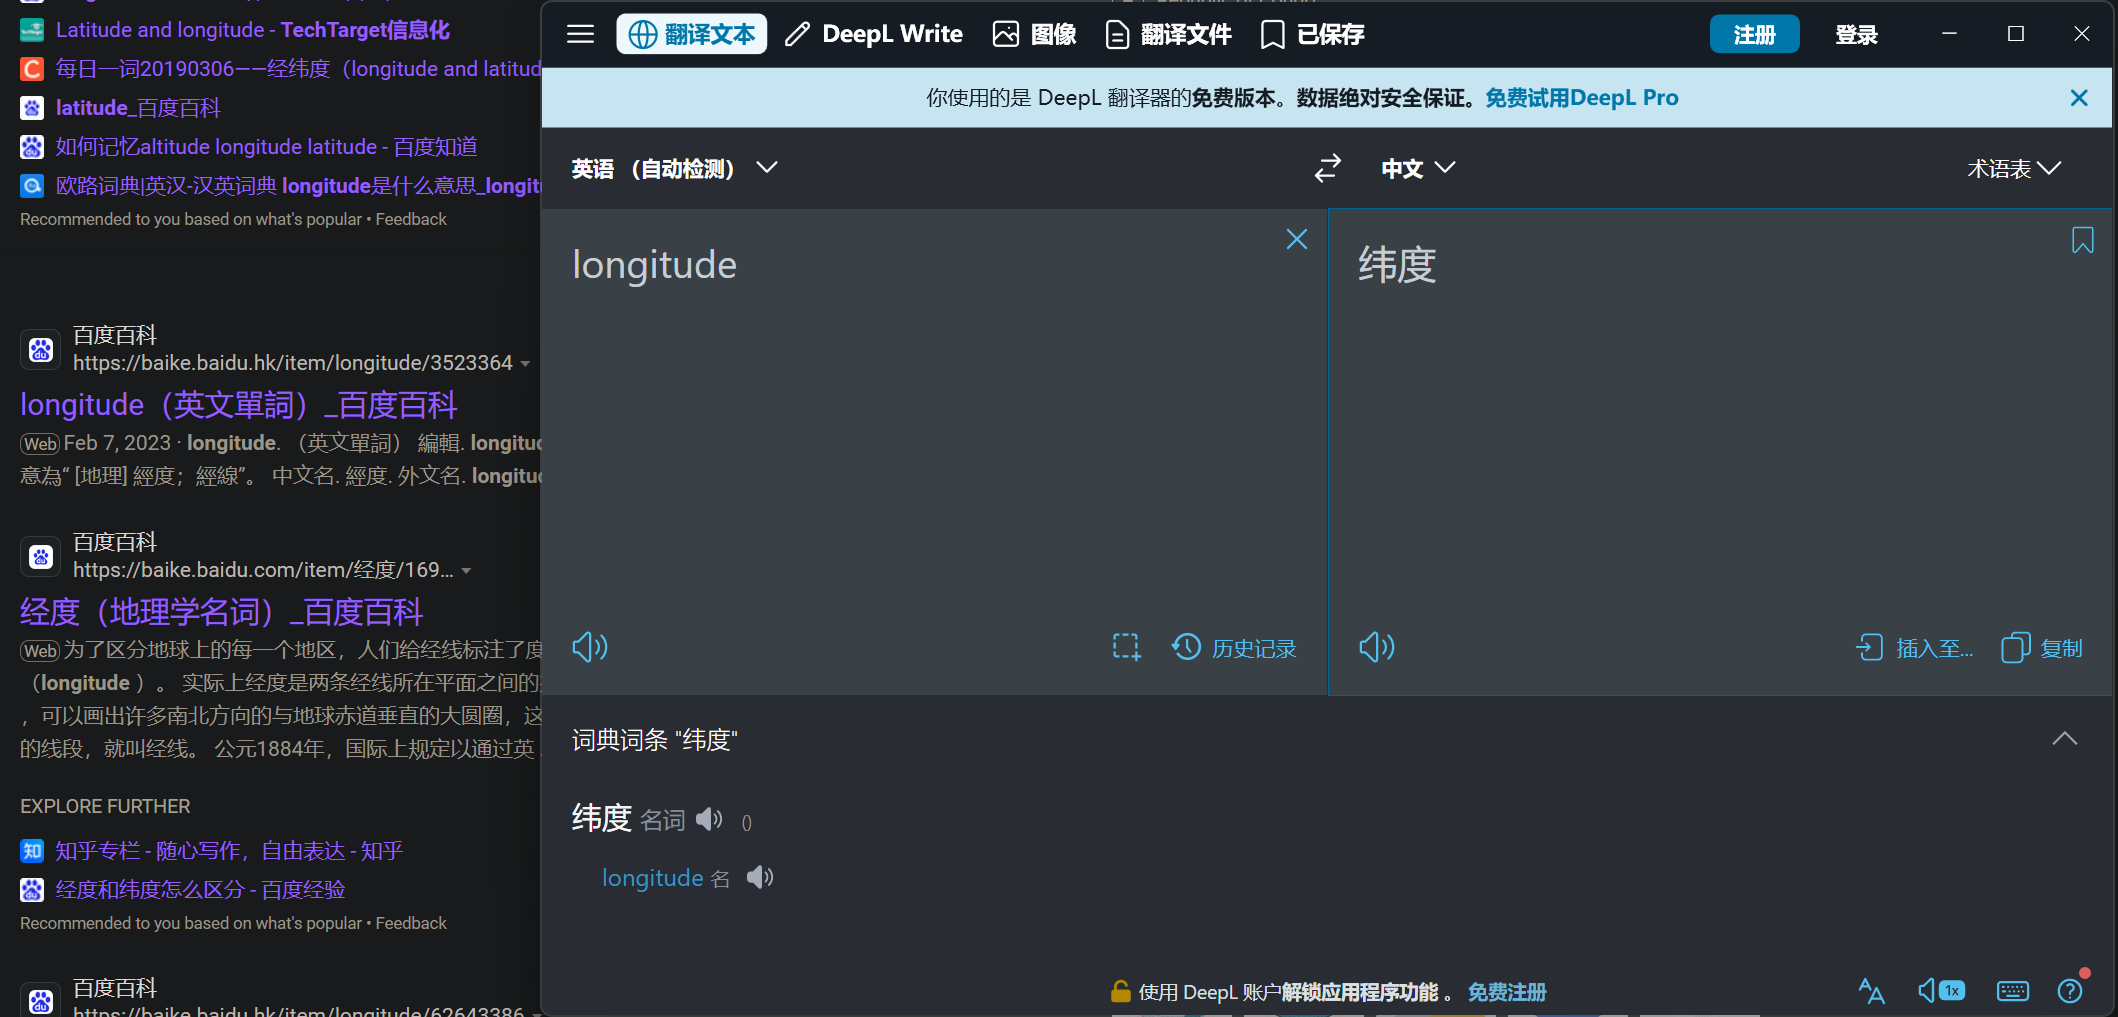 Latitude and longitude - TechTarget信息化
每日一词20190306——经纬度（longitude and latitud
latitude_百度百科
如何记忆altitude longitude latitude - 百度知道
欧路词典|英汉-汉英词典 longitude是什么意思_longitu
Recommended to you based on what's popular • Feedback
百度百科
https://baike.baidu.hk/item/longitude/3523364
longitude（英文單詞）_百度百科
Web Feb 7, 2023 · longitude. （英文單詞） 編輯. longitud
意為“ [地理] 經度；經線”。 中文名. 經度. 外文名. longitud
百度百科
https://baike.baidu.com/item/经度/169...
经度（地理学名词）_百度百科
Web 为了区分地球上的每一个地区，人们给经线标注了度
（longitude ）。 实际上经度是两条经线所在平面之间的
，可以画出许多南北方向的与地球赤道垂直的大圆圈，这
的线段，就叫经线。 公元1884年，国际上规定以通过英
EXPLORE FURTHER
知乎专栏 - 随心写作，自由表达 - 知乎
经度和纬度怎么区分 - 百度经验
Recommended to you based on what's popular • Feedback
百度百科
https://baike.baidu.hk/item/longitude/62643386
翻译文本 DeepL Write 图像 翻译文件 已保存 注册 登录
你使用的是 DeepL 翻译器的免费版本。数据绝对安全保证。免费试用DeepL Pro
英语 （自动检测） 中文 术语表
longitude
纬度
历史记录
插入至... 复制
词典词条 "纬度"
纬度 名词 ()
longitude 名
使用 DeepL 账户解锁应用程序功能 。 免费注册
1x